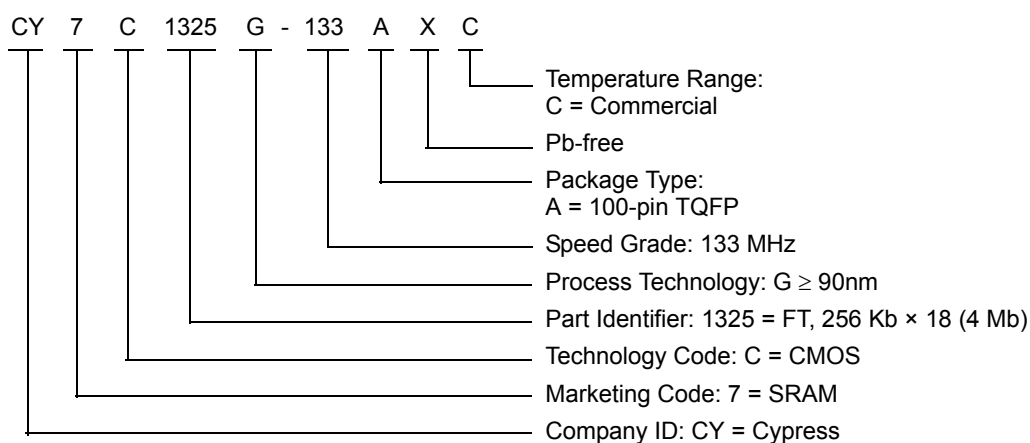 CY 7 C 1325 G - 133 A X C
Temperature Range:
C = Commercial
Pb-free
Package Type:
A = 100-pin TQFP
Speed Grade: 133 MHz
Process Technology: G ≥ 90nm
Part Identifier: 1325 = FT, 256 Kb × 18 (4 Mb)
Technology Code: C = CMOS
Marketing Code: 7 = SRAM
Company ID: CY = Cypress